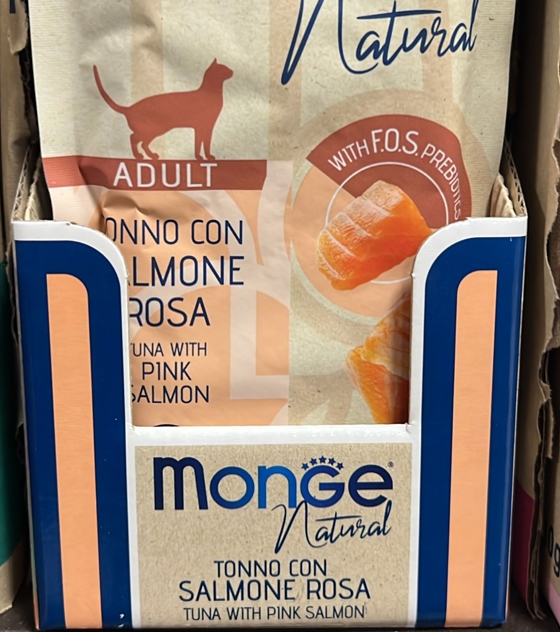 Natural
WITH F.O.S. PREBIOTICS
ADULT
TONNO CON
SALMONE
ROSA
TUNA WITH
PINK
SALMON
MonGe®
Natural
TONNO CON
SALMONE ROSA
TUNA WITH PINK SALMON